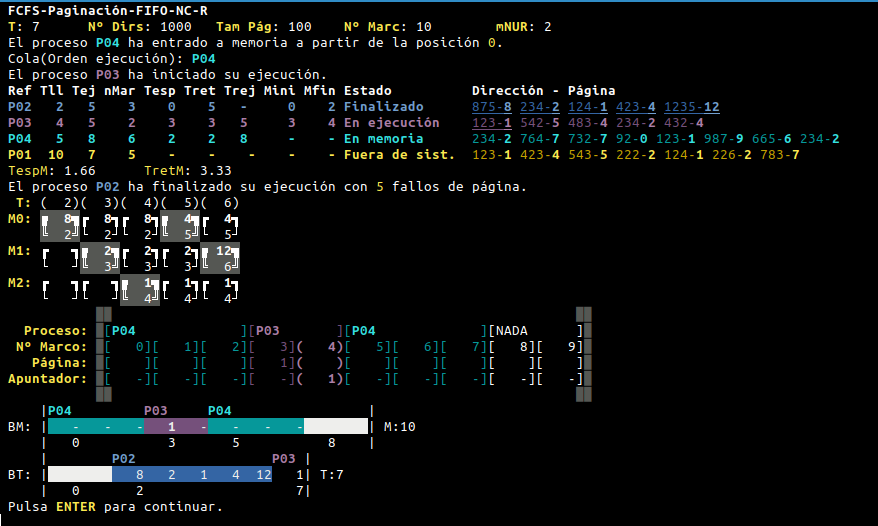 FCFS-Paginación-FIFO-NC-R
T: 7      Nº Dirs: 1000   Tam Pág: 100    Nº Marc: 10        mNUR: 2
El proceso P04 ha entrado a memoria a partir de la posición 0.
Cola(Orden ejecución): P04
El proceso P03 ha iniciado su ejecución.
Ref Tll Tej nMar Tesp Tret Trej Mini Mfin Estado          Dirección - Página
P02   2   5    3    0    5    -    0    2 Finalizado      875-8 234-2 124-1 423-4 1235-12
P03   4   5    2    3    3    5    3    4 En ejecución    123-1 542-5 483-4 234-2 432-4
P04   5   8    6    2    2    8    -    - En memoria      234-2 764-7 732-7 92-0 123-1 987-9 665-6 234-2
P01  10   7    5    -    -    -    -    - Fuera de sist.  123-1 423-4 543-5 222-2 124-1 226-2 783-7
TespM: 1.66      TretM: 3.33
El proceso P02 ha finalizado su ejecución con 5 fallos de página.
T: (  2)(  3)(  4)(  5)(  6)
M0: 8 8 8 4 4
2 2 2 5 5
M1: 2 2 2 12
3 3 3 6
M2: 1 1 1
4 4 4
Proceso: [P04                ][P03       ][P04                 ][NADA       ]
Nº Marco: [   0][   1][   2][   3](   4)[   5][   6][   7][   8][   9]
Página: [    ][    ][    ][   1](    )[    ][    ][    ][    ][    ]
Apuntador: [   -][   -][   -][   -](   1)[   -][   -][   -][   -][   -]
|P04         P03     P04                 |
BM: |   -   -   -   1   -   -   -   -        | M:10
|   0           3       5           8    |
|        P02                 P03 |
BT: |           8   2   1   4  12   1| T:7
|   0       2                   7|
Pulsa ENTER para continuar.